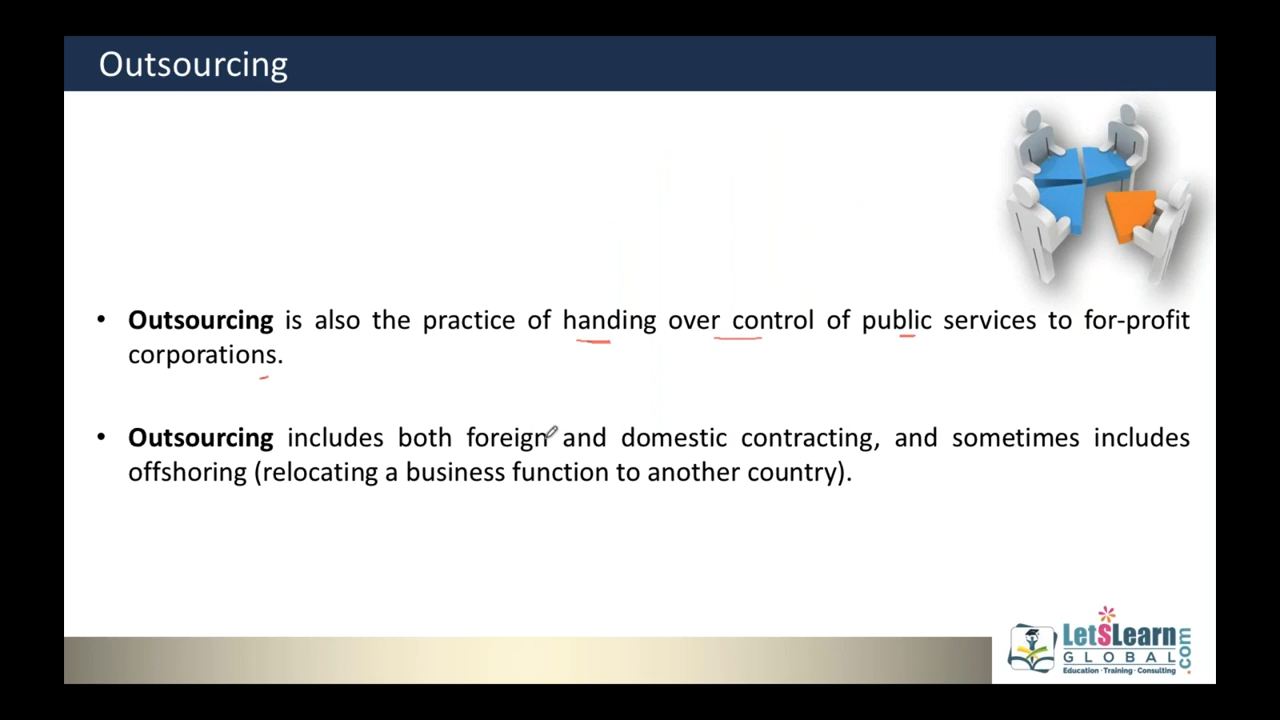 Outsourcing
• Outsourcing is also the practice of handing over control of public services to for-profit
corporations.
• Outsourcing includes both foreign and domestic contracting, and sometimes includes
offshoring (relocating a business function to another country).
LetSLearn
GLOBAL
.com
Education · Training · Consulting